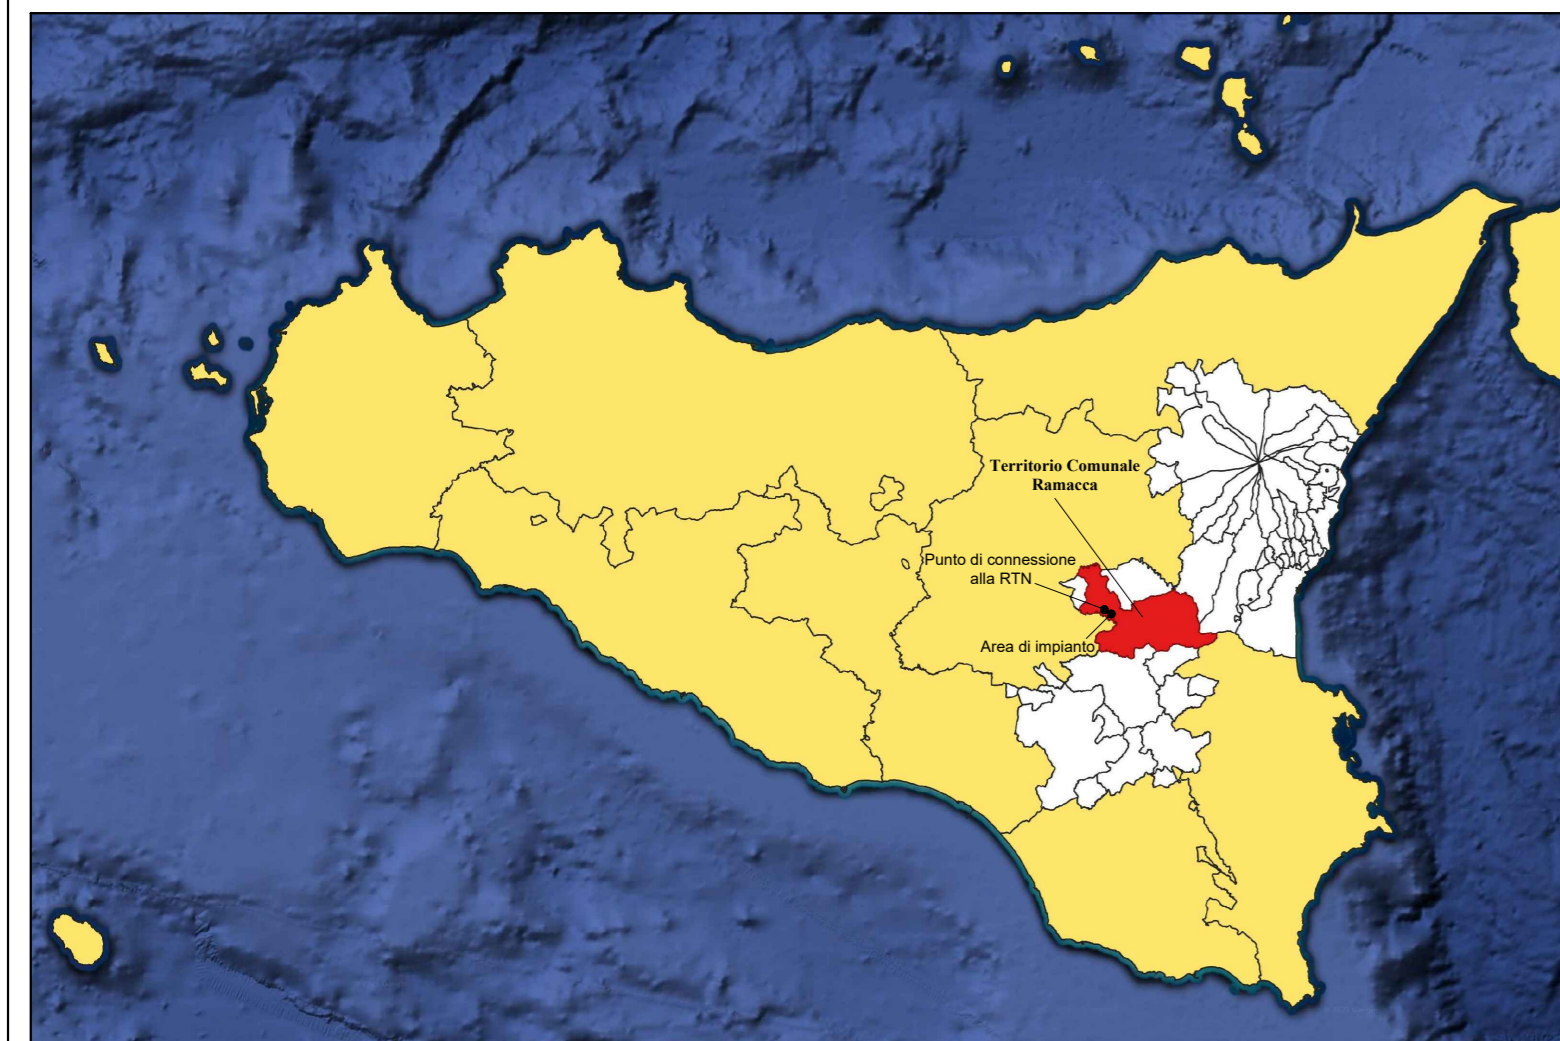 Territorio Comunale
Ramacca
Punto di connessione
alla RTN
Area di impianto